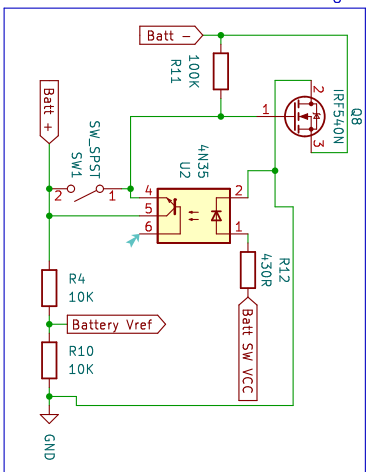 Batt -
100K
R11
2
Q8
IRF540N
1
3
Batt +
SW_SPST
SW1
2
1
4N35
U2
4
5
6
2
1
R12
430R
Batt SW VCC
R4
10K
Battery Vref
R10
10K
GND